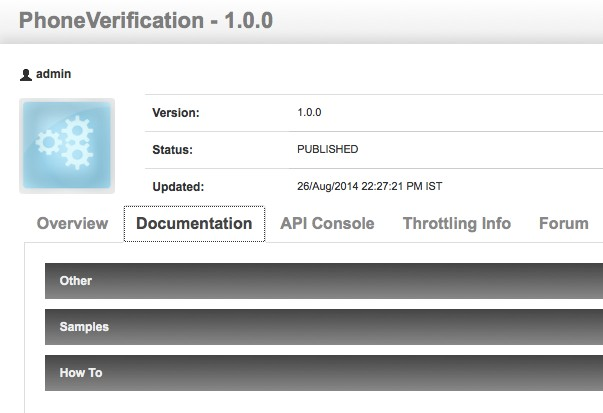 PhoneVerification - 1.0.0
admin
Version: 1.0.0
Status: PUBLISHED
Updated: 26/Aug/2014 22:27:21 PM IST
Overview Documentation API Console Throttling Info Forum
Other
Samples
How To